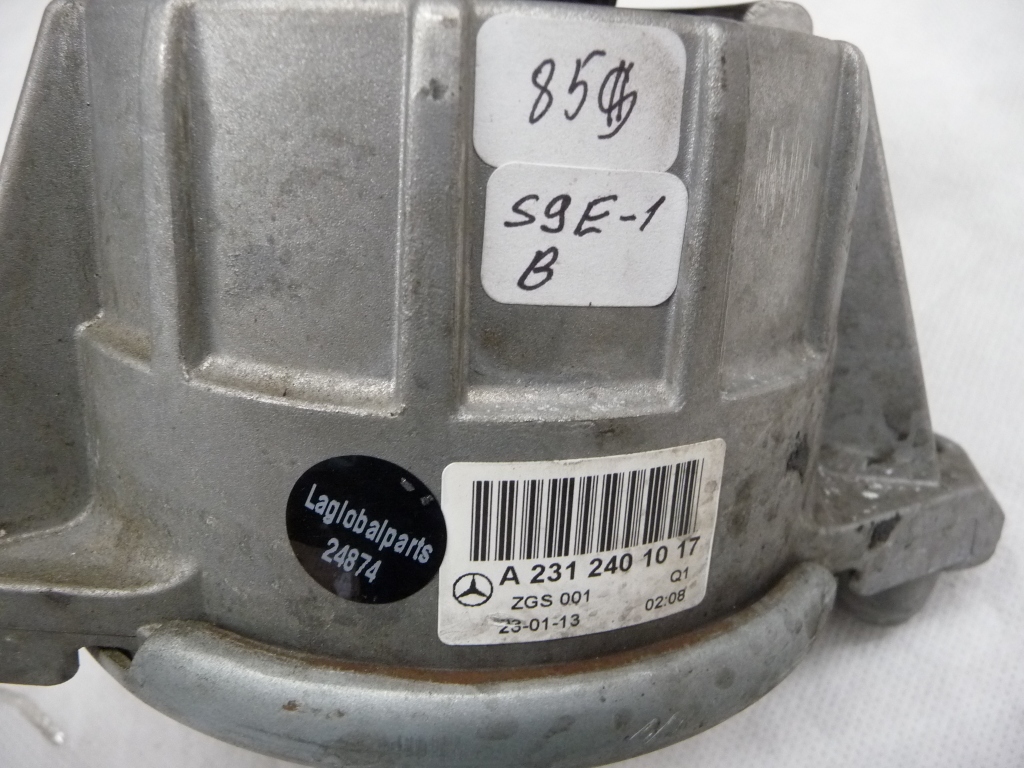 85$
S9E-1
B
Laglobalparts
24874
A 231 240 10 17
ZGS 001 Q1
23-01-13 02:08